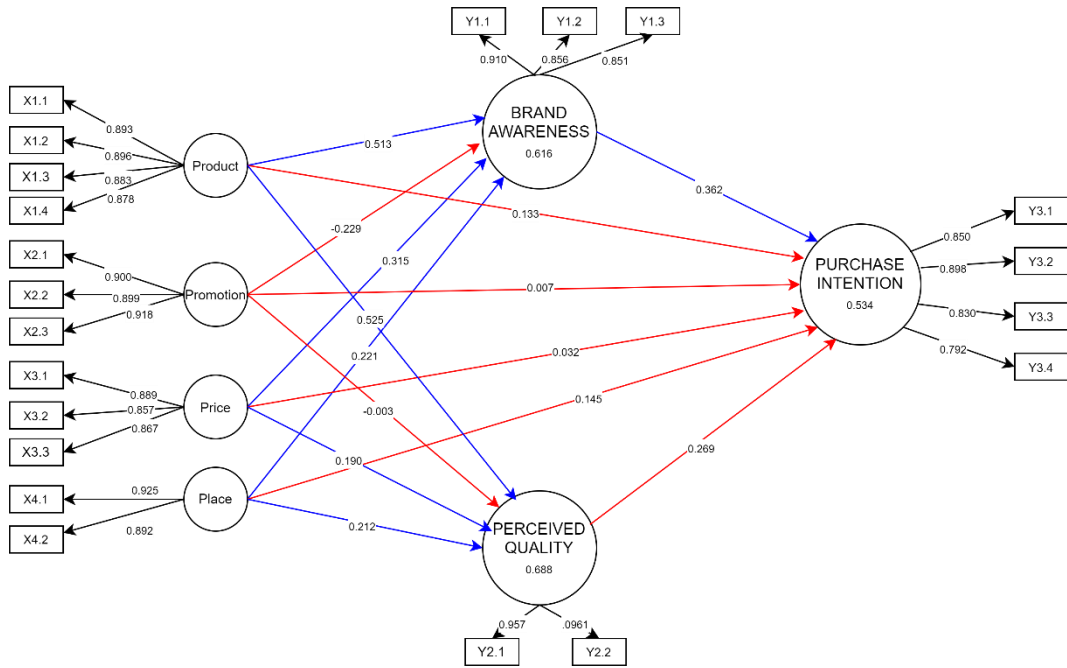 Y1.1
Y1.2
Y1.3
0.910
0.856
0.851
BRAND
AWARENESS
0.616
X1.1
X1.2
X1.3
X1.4
0.893
0.896
0.883
0.878
Product
0.513
0.362
0.133
-0.229
0.315
X2.1
X2.2
X2.3
0.900
0.899
0.918
Promotion
0.007
0.525
0.221
0.032
PURCHASE
INTENTION
0.534
Y3.1
Y3.2
Y3.3
Y3.4
0.850
0.898
0.830
0.792
X3.1
X3.2
X3.3
0.889
0.857
0.867
Price
-0.003
0.145
0.190
0.269
X4.1
X4.2
0.925
0.892
Place
0.212
PERCEIVED
QUALITY
0.688
0.957
.0961
Y2.1
Y2.2